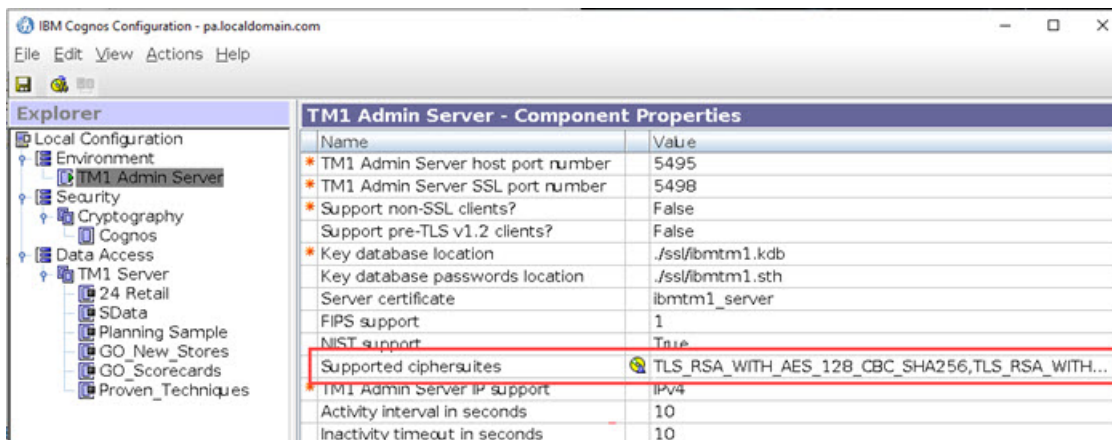 IBM Cognos Configuration - pa.localdomain.com
File Edit View Actions Help
Explorer
Local Configuration
Environment
TM1 Admin Server
Security
Cryptography
Cognos
Data Access
TM1 Server
24 Retail
SData
Planning Sample
GO_New_Stores
GO_Scorecards
Proven_Techniques
TM1 Admin Server - Component Properties
Name Value
* TM1 Admin Server host port number 5495
* TM1 Admin Server SSL port number 5498
* Support non-SSL clients? False
Support pre-TLS v1.2 clients? False
* Key database location ./ssl/ibmtm1.kdb
Key database passwords location ./ssl/ibmtm1.sth
Server certificate ibmtm1_server
FIPS support 1
NIST support True
Supported ciphersuites TLS_RSA_WITH_AES_128_CBC_SHA256,TLS_RSA_WITH...
* TM1 Admin Server IP support IPv4
Activity interval in seconds 10
Inactivity timeout in seconds 10